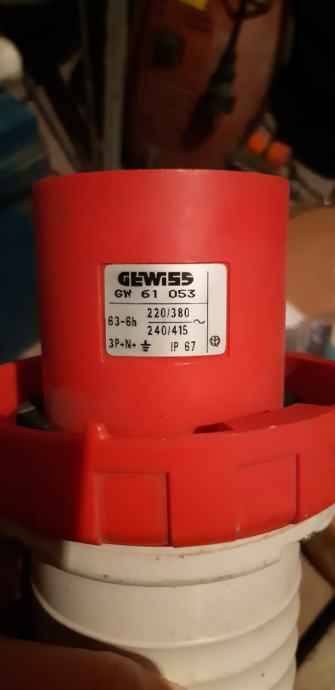 GEWiSS
GW 61 053
63-6h 220/380 ~
240/415
3P+N+⏚ IP 67